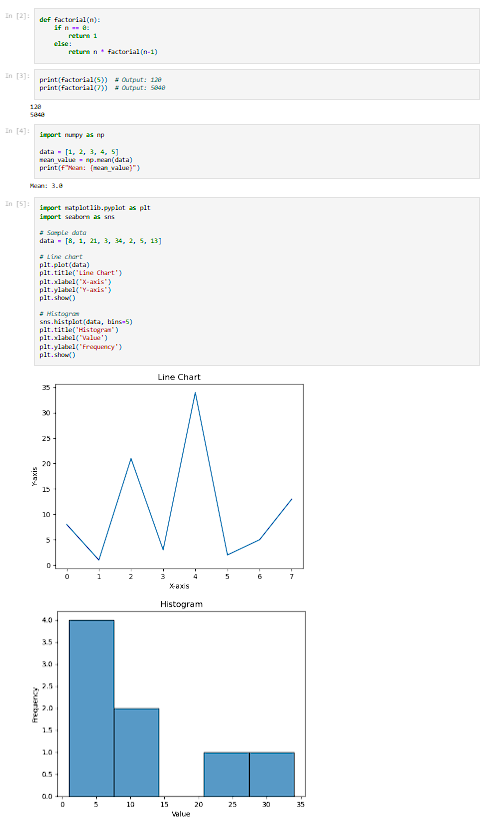 In [2]:
def factorial(n):
    if n == 0:
        return 1
    else:
        return n * factorial(n-1)
In [3]:
print(factorial(5))  # Output: 120
print(factorial(7))  # Output: 5040
120
5040
In [4]:
import numpy as np
data = [1, 2, 3, 4, 5]
mean_value = np.mean(data)
print(f"Mean: {mean_value}")
Mean: 3.0
In [5]:
import matplotlib.pyplot as plt
import seaborn as sns
# Sample data
data = [8, 1, 21, 3, 34, 2, 5, 13]
# Line chart
plt.plot(data)
plt.title('Line Chart')
plt.xlabel('X-axis')
plt.ylabel('Y-axis')
plt.show()
# Histogram
sns.histplot(data, bins=5)
plt.title('Histogram')
plt.xlabel('Value')
plt.ylabel('Frequency')
plt.show()
Line Chart
35
30
25
20
15
10
5
0
Y-axis
0 1 2 3 4 5 6 7
X-axis
Histogram
4.0
3.5
3.0
2.5
2.0
1.5
1.0
0.5
0.0
Frequency
0 5 10 15 20 25 30 35
Value